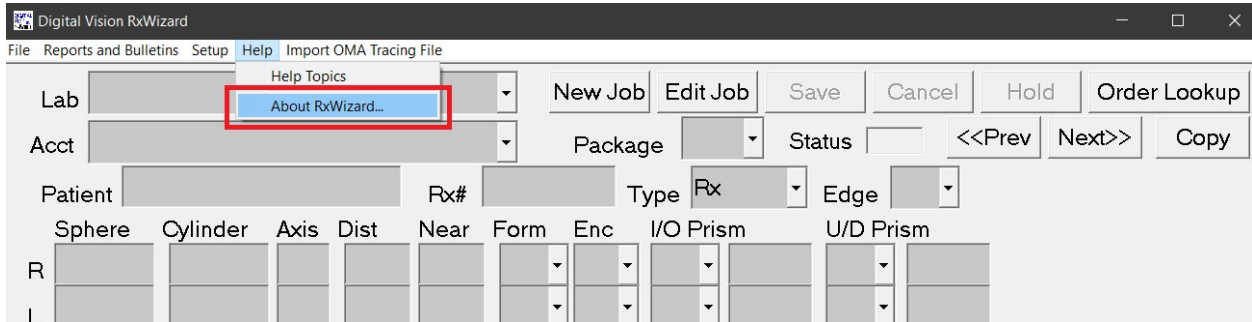 Digital Vision RxWizard
File Reports and Bulletins Setup Help Import OMA Tracing File
Help Topics
About RxWizard...
Lab New Job Edit Job Save Cancel Hold Order Lookup
Acct Package Status <<Prev Next>> Copy
Patient Rx# Type Rx Edge
Sphere Cylinder Axis Dist Near Form Enc I/O Prism U/D Prism
R